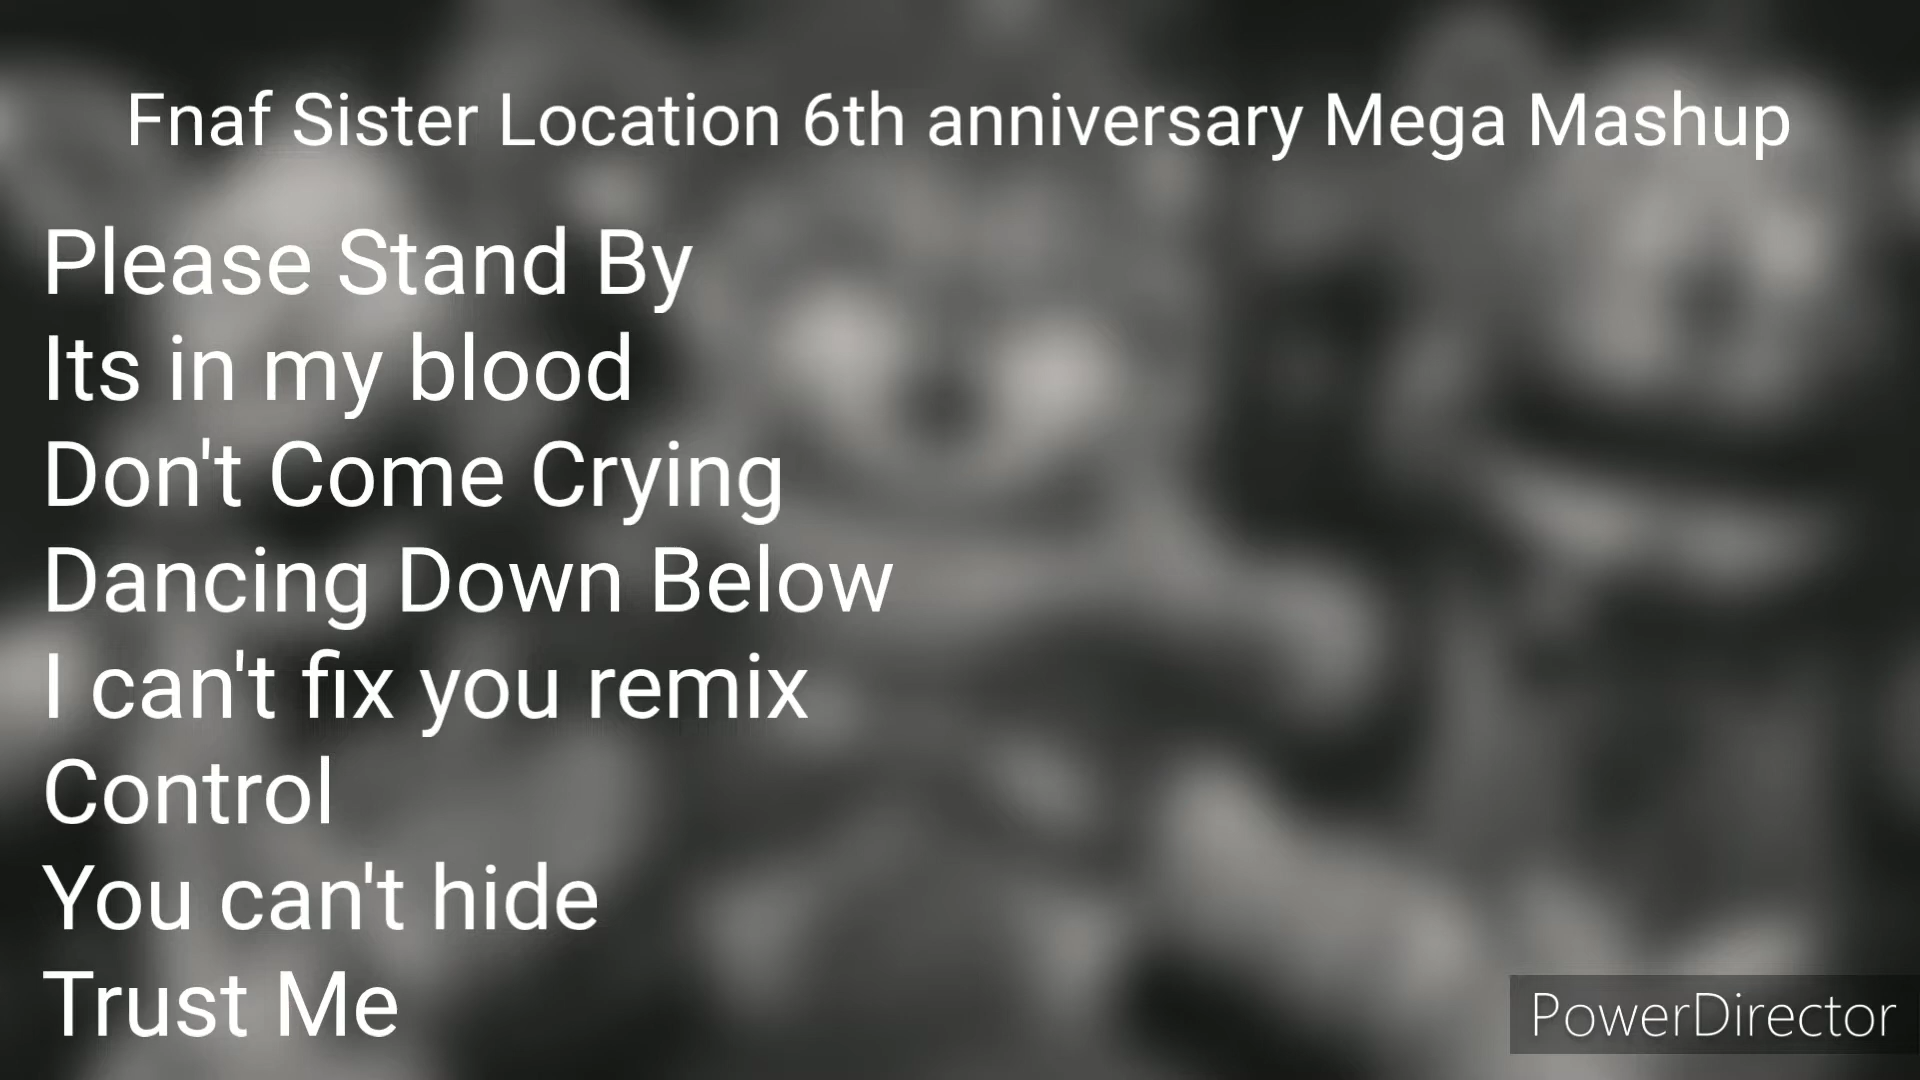 Fnaf Sister Location 6th anniversary Mega Mashup
Please Stand By
Its in my blood
Don't Come Crying
Dancing Down Below
I can't fix you remix
Control
You can't hide
Trust Me
PowerDirector